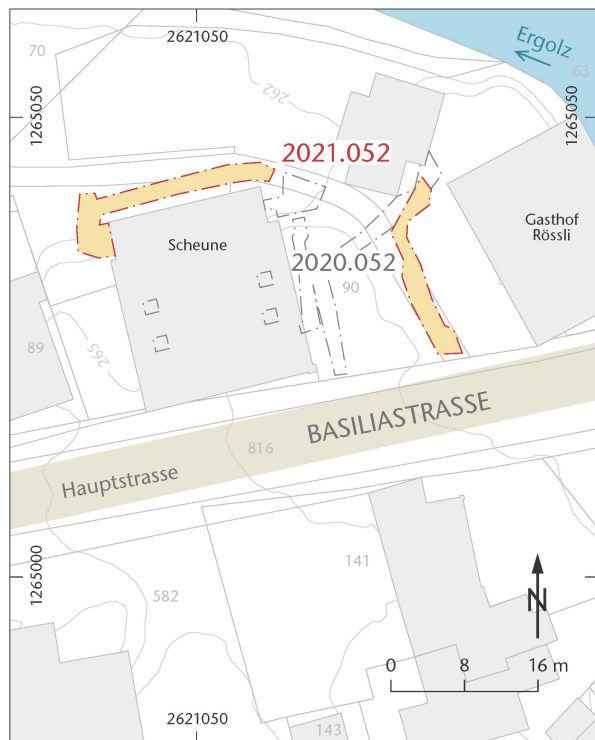 2621050
70
Ergolz
63
1265050
1265050
262
2021.052
Scheune
Gasthof
Rössli
2020.052
90
89
265
BASILIASTRASSE
816
Hauptstrasse
141
1265000
582
N
0 8 16 m
2621050
143